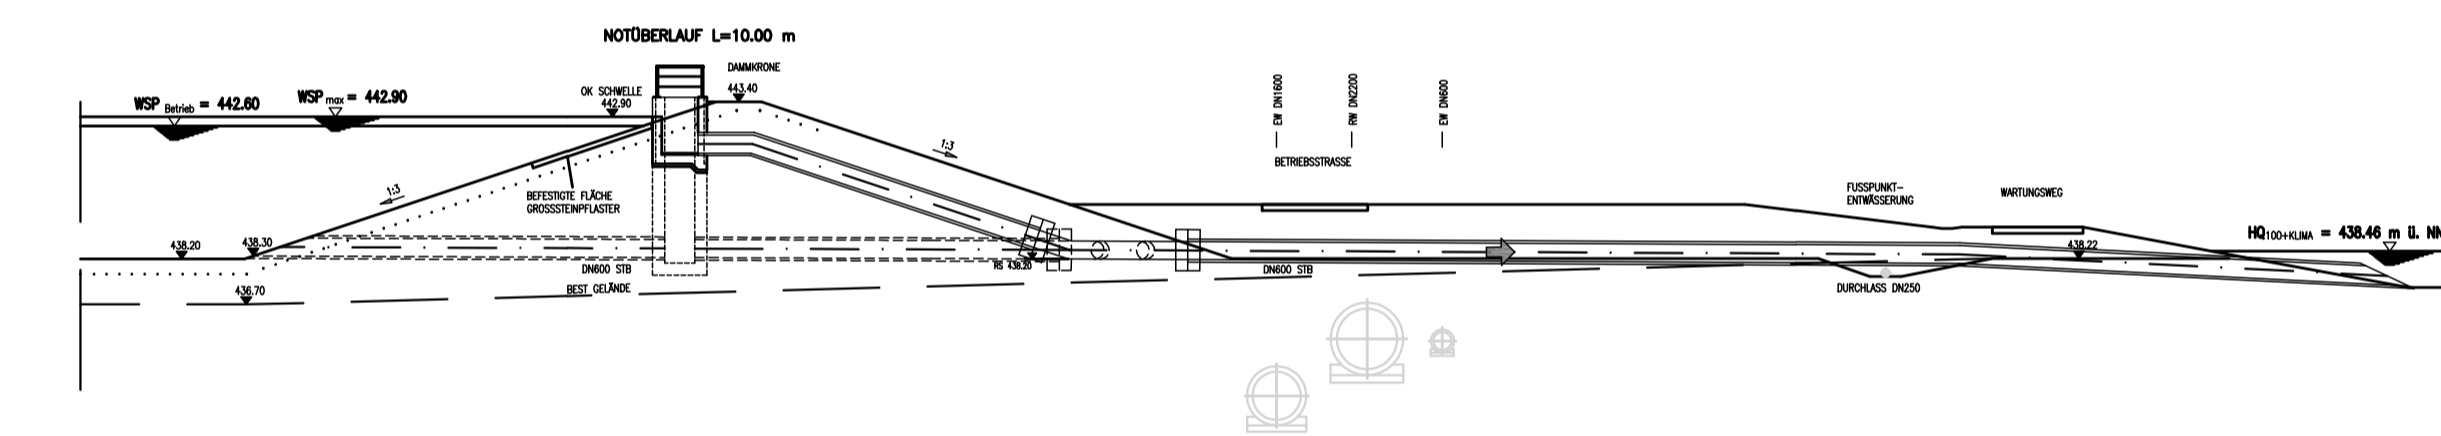 NOTÜBERLAUF L=10.00 m
DAMMKRONE
443.40
OK SCHWELLE
442.90
WSP Betrieb = 442.60
WSP max = 442.90
EW DN1600
RW DN2200
EW DN600
BETRIEBSSTRASSE
1:3
1:3
BEFESTIGTE FLÄCHE
GROSSSTEINPFLASTER
FUSSPUNKT-
ENTWÄSSERUNG
WARTUNGSWEG
438.20
438.30
438.22
HQ100+KLIMA = 438.46 m ü. NN
RS 438.20
DN600 STB
DN600 STB
BEST GELÄNDE
436.70
DURCHLASS DN250